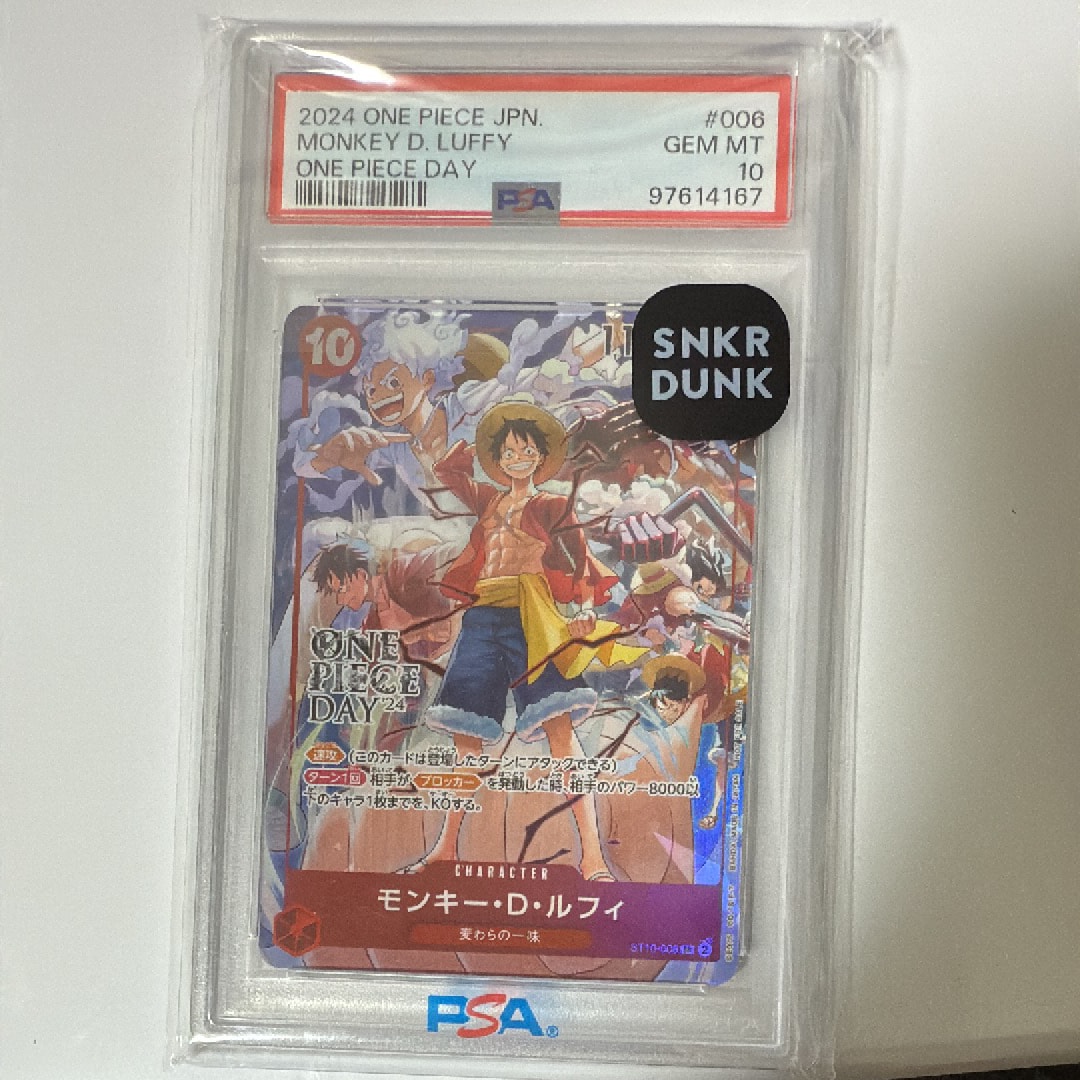 2024 ONE PIECE JPN. #006
MONKEY D. LUFFY GEM MT
ONE PIECE DAY 10
PSA 97614167
10
SNKR
DUNK
ONE
PIECE
DAY '24
速攻 (このカードは登場したターンにアタックできる)
ターン1回 相手が、ブロッカー を発動した時、相手のパワー8000以
下のキャラ1枚までを、KOする。
CHARACTER
モンキー・D・ルフィ
麦わらの一味
ST10-006
PSA